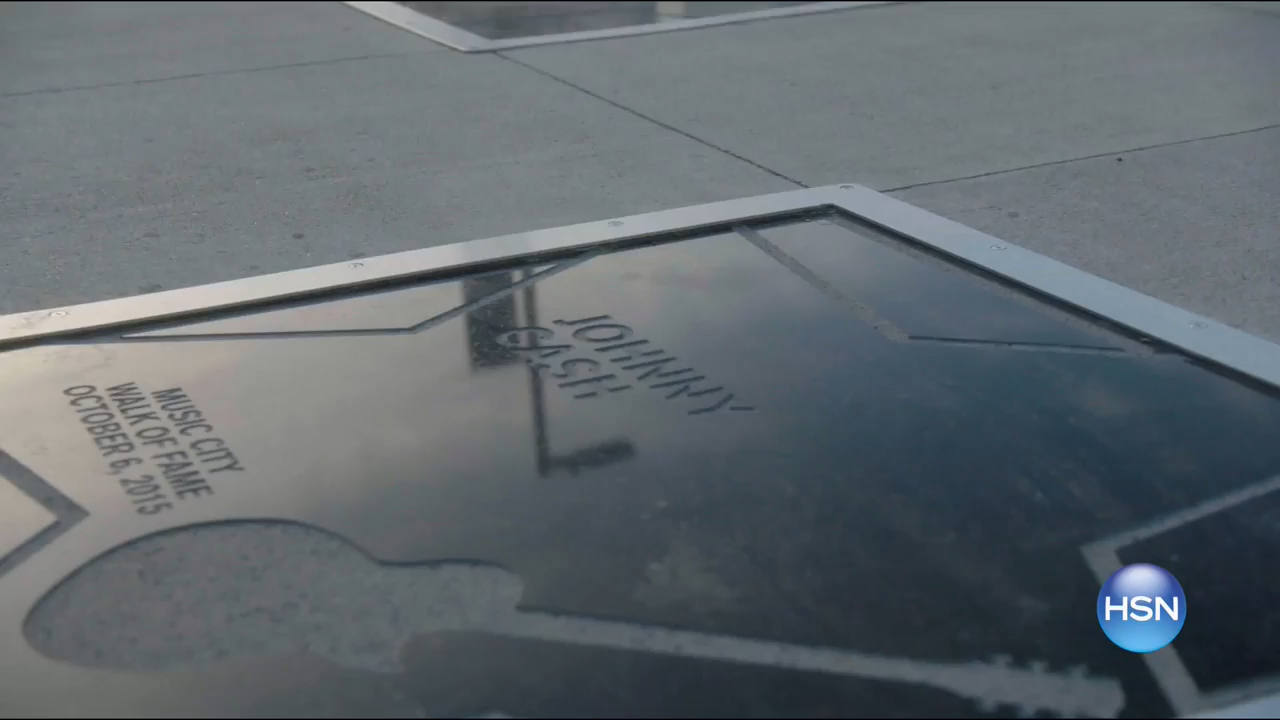 JOHNNY
CASH
MUSIC CITY
WALK OF FAME
OCTOBER 6, 2015
HSN